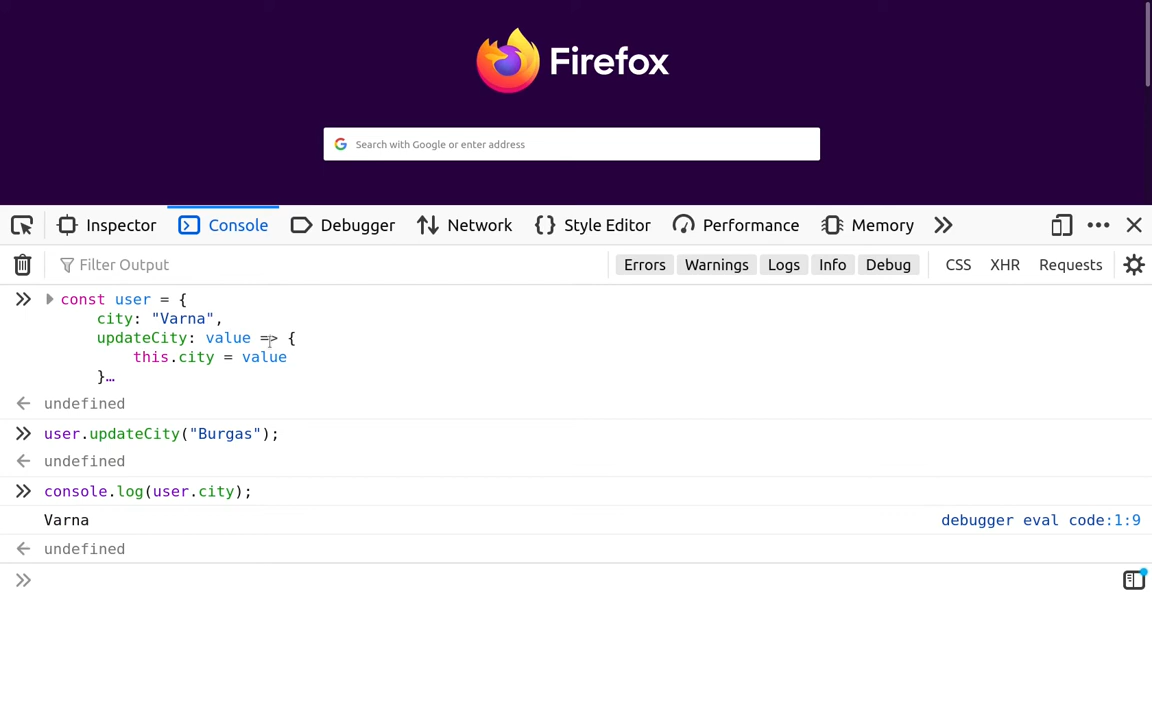 Firefox
Search with Google or enter address
Inspector Console Debugger Network Style Editor Performance Memory
Filter Output Errors Warnings Logs Info Debug CSS XHR Requests
const user = {
city: "Varna",
updateCity: value => {
this.city = value
}…
undefined
user.updateCity("Burgas");
undefined
console.log(user.city);
Varna debugger eval code:1:9
undefined